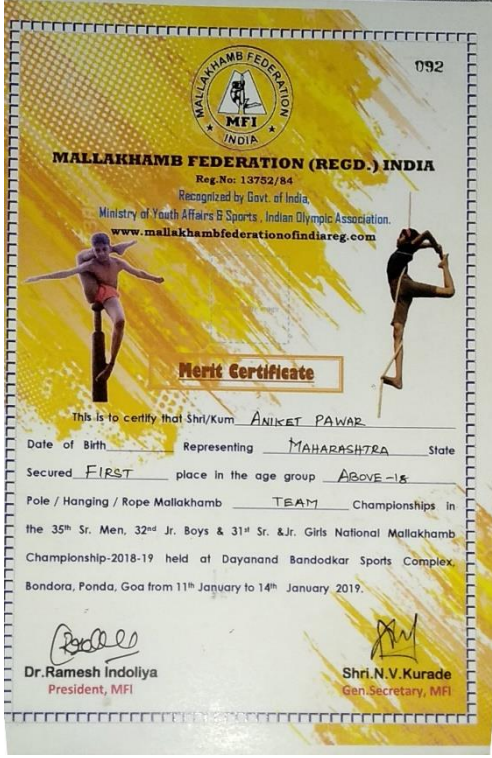 092
MALLAKHAMB FEDERATION
MFI
INDIA
MALLAKHAMB FEDERATION (REGD.) INDIA
Reg.No: 13752/84
Recognized by Govt. of India,
Ministry of Youth Affairs & Sports , Indian Olympic Association.
www.mallakhambfederationofindiareg.com
Merit Certificate
This is to certify that Shri/Kum ANIKET PAWAR
Date of Birth Representing MAHARASHTRA State
Secured FIRST place in the age group ABOVE-18
Pole / Hanging / Rope Mallakhamb TEAM Championships in
the 35th Sr. Men, 32nd Jr. Boys & 31st Sr. &Jr. Girls National Mallakhamb
Championship-2018-19 held at Dayanand Bandodkar Sports Complex,
Bondora, Ponda, Goa from 11th January to 14th January 2019.
Dr.Ramesh Indoliya Shri.N.V.Kurade
President, MFI Gen.Secretary, MFI